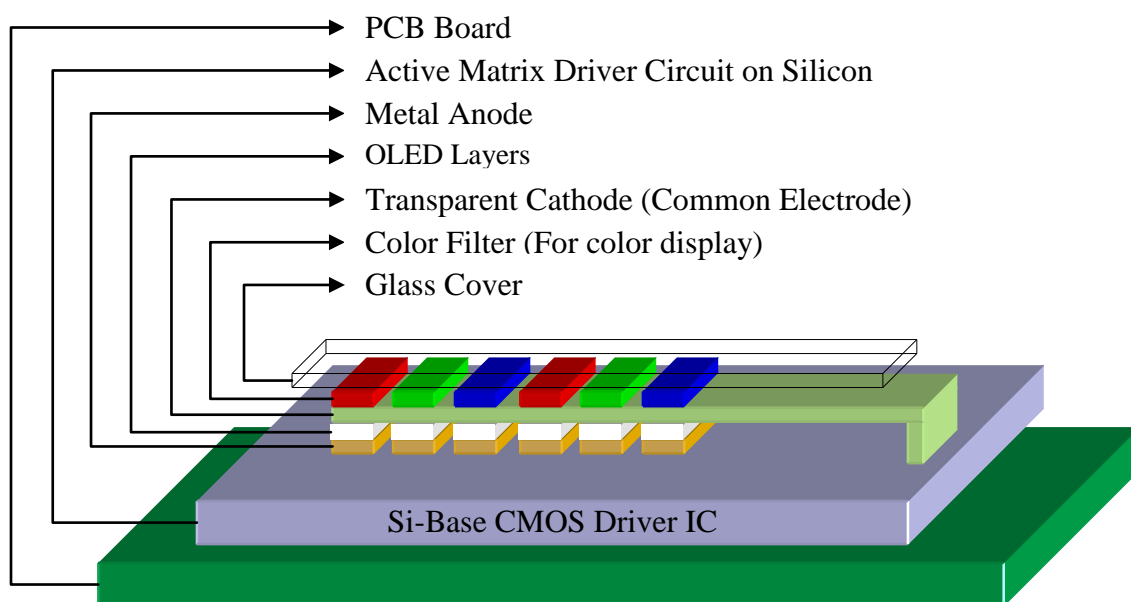 PCB Board
Active Matrix Driver Circuit on Silicon
Metal Anode
OLED Layers
Transparent Cathode (Common Electrode)
Color Filter (For color display)
Glass Cover
Si-Base CMOS Driver IC